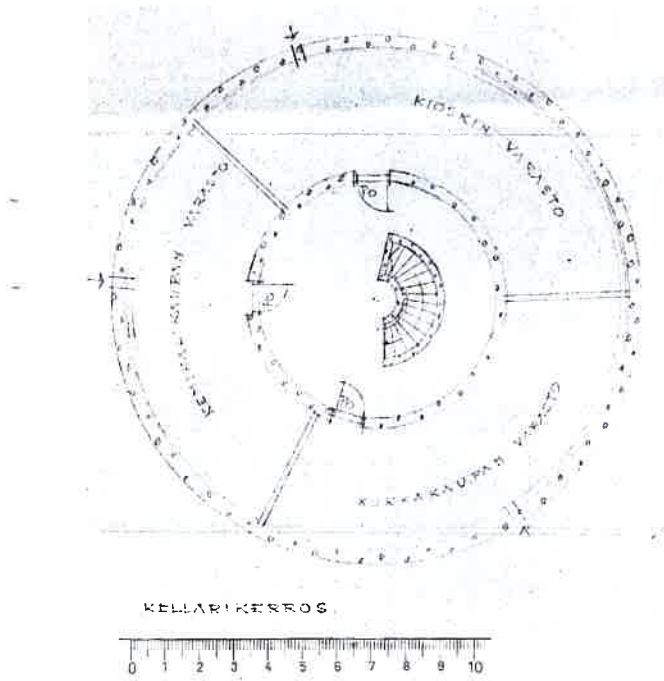 KIOSKIN VARASTO
KAUPAN VARASTO
KUKKAKAUPAN VARASTO
KELLARIKERROS
0 1 2 3 4 5 6 7 8 9 10